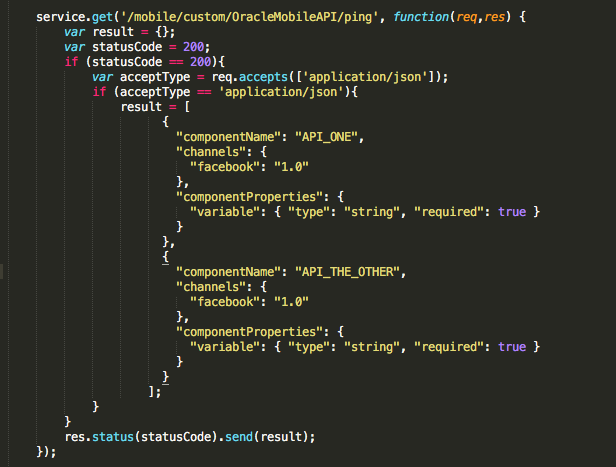 service.get('/mobile/custom/OracleMobileAPI/ping', function(req,res) {
var result = {};
var statusCode = 200;
if (statusCode == 200){
var acceptType = req.accepts(['application/json']);
if (acceptType == 'application/json'){
result = [
{
"componentName": "API_ONE",
"channels": {
"facebook": "1.0"
},
"componentProperties": {
"variable": { "type": "string", "required": true }
}
},
{
"componentName": "API_THE_OTHER",
"channels": {
"facebook": "1.0"
},
"componentProperties": {
"variable": { "type": "string", "required": true }
}
}
];
}
}
res.status(statusCode).send(result);
});